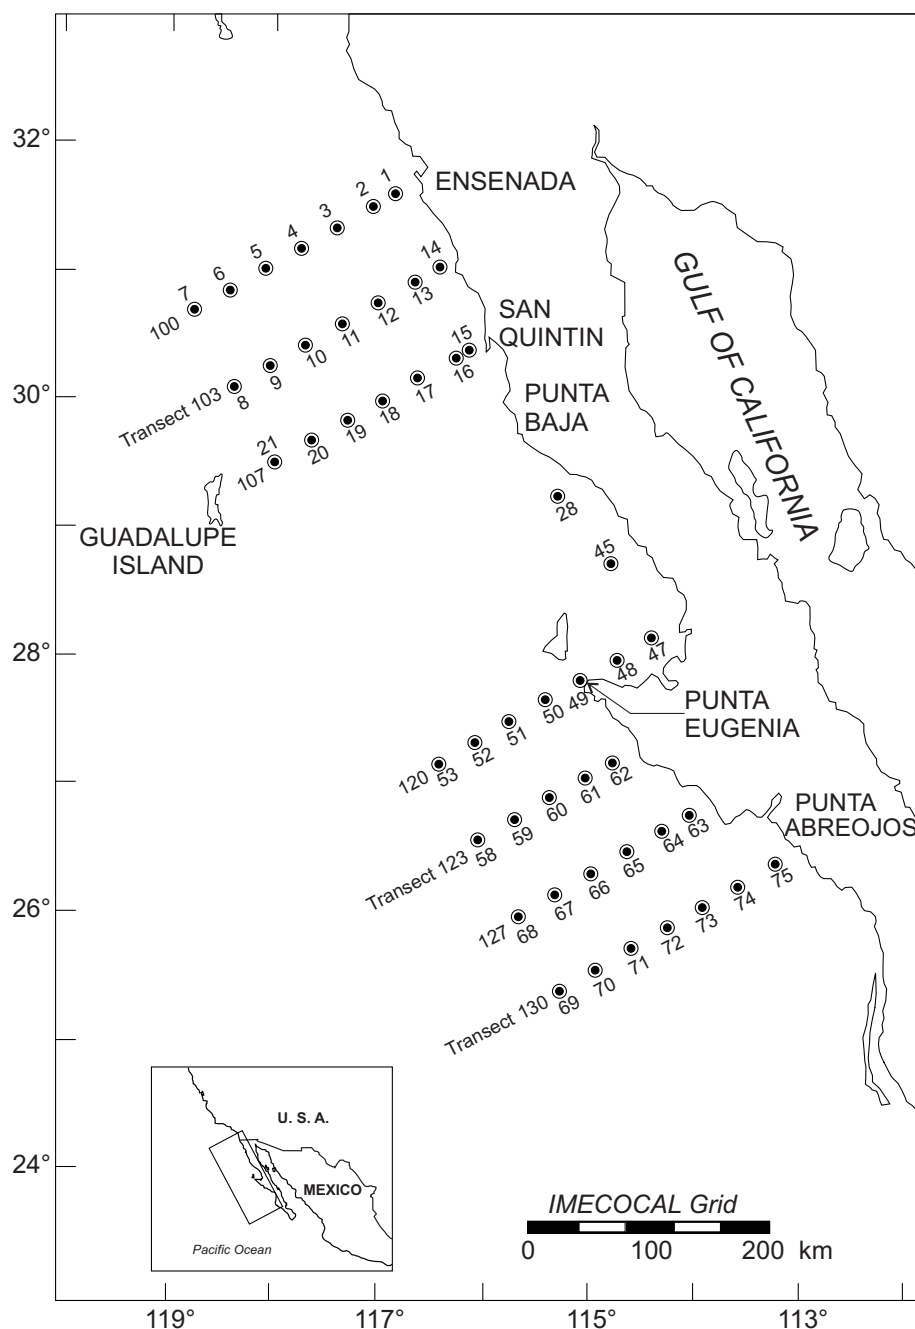 32°
1
2
ENSENADA
3
4
5
6
7
100
14
13
12
11
10
9
8
Transect 103
SAN
QUINTIN
15
16
17
18
19
20
21
107
30°
PUNTA
BAJA
GULF OF CALIFORNIA
GUADALUPE
ISLAND
28
45
28°
47
48
49
50
51
52
53
120
PUNTA
EUGENIA
62
61
60
59
58
Transect 123
PUNTA
ABREOJOS
63
64
65
66
67
68
127
26°
75
74
73
72
71
70
69
Transect 130
24°
U. S. A.
MEXICO
Pacific Ocean
IMECOCAL Grid
0 100 200 km
119° 117° 115° 113°